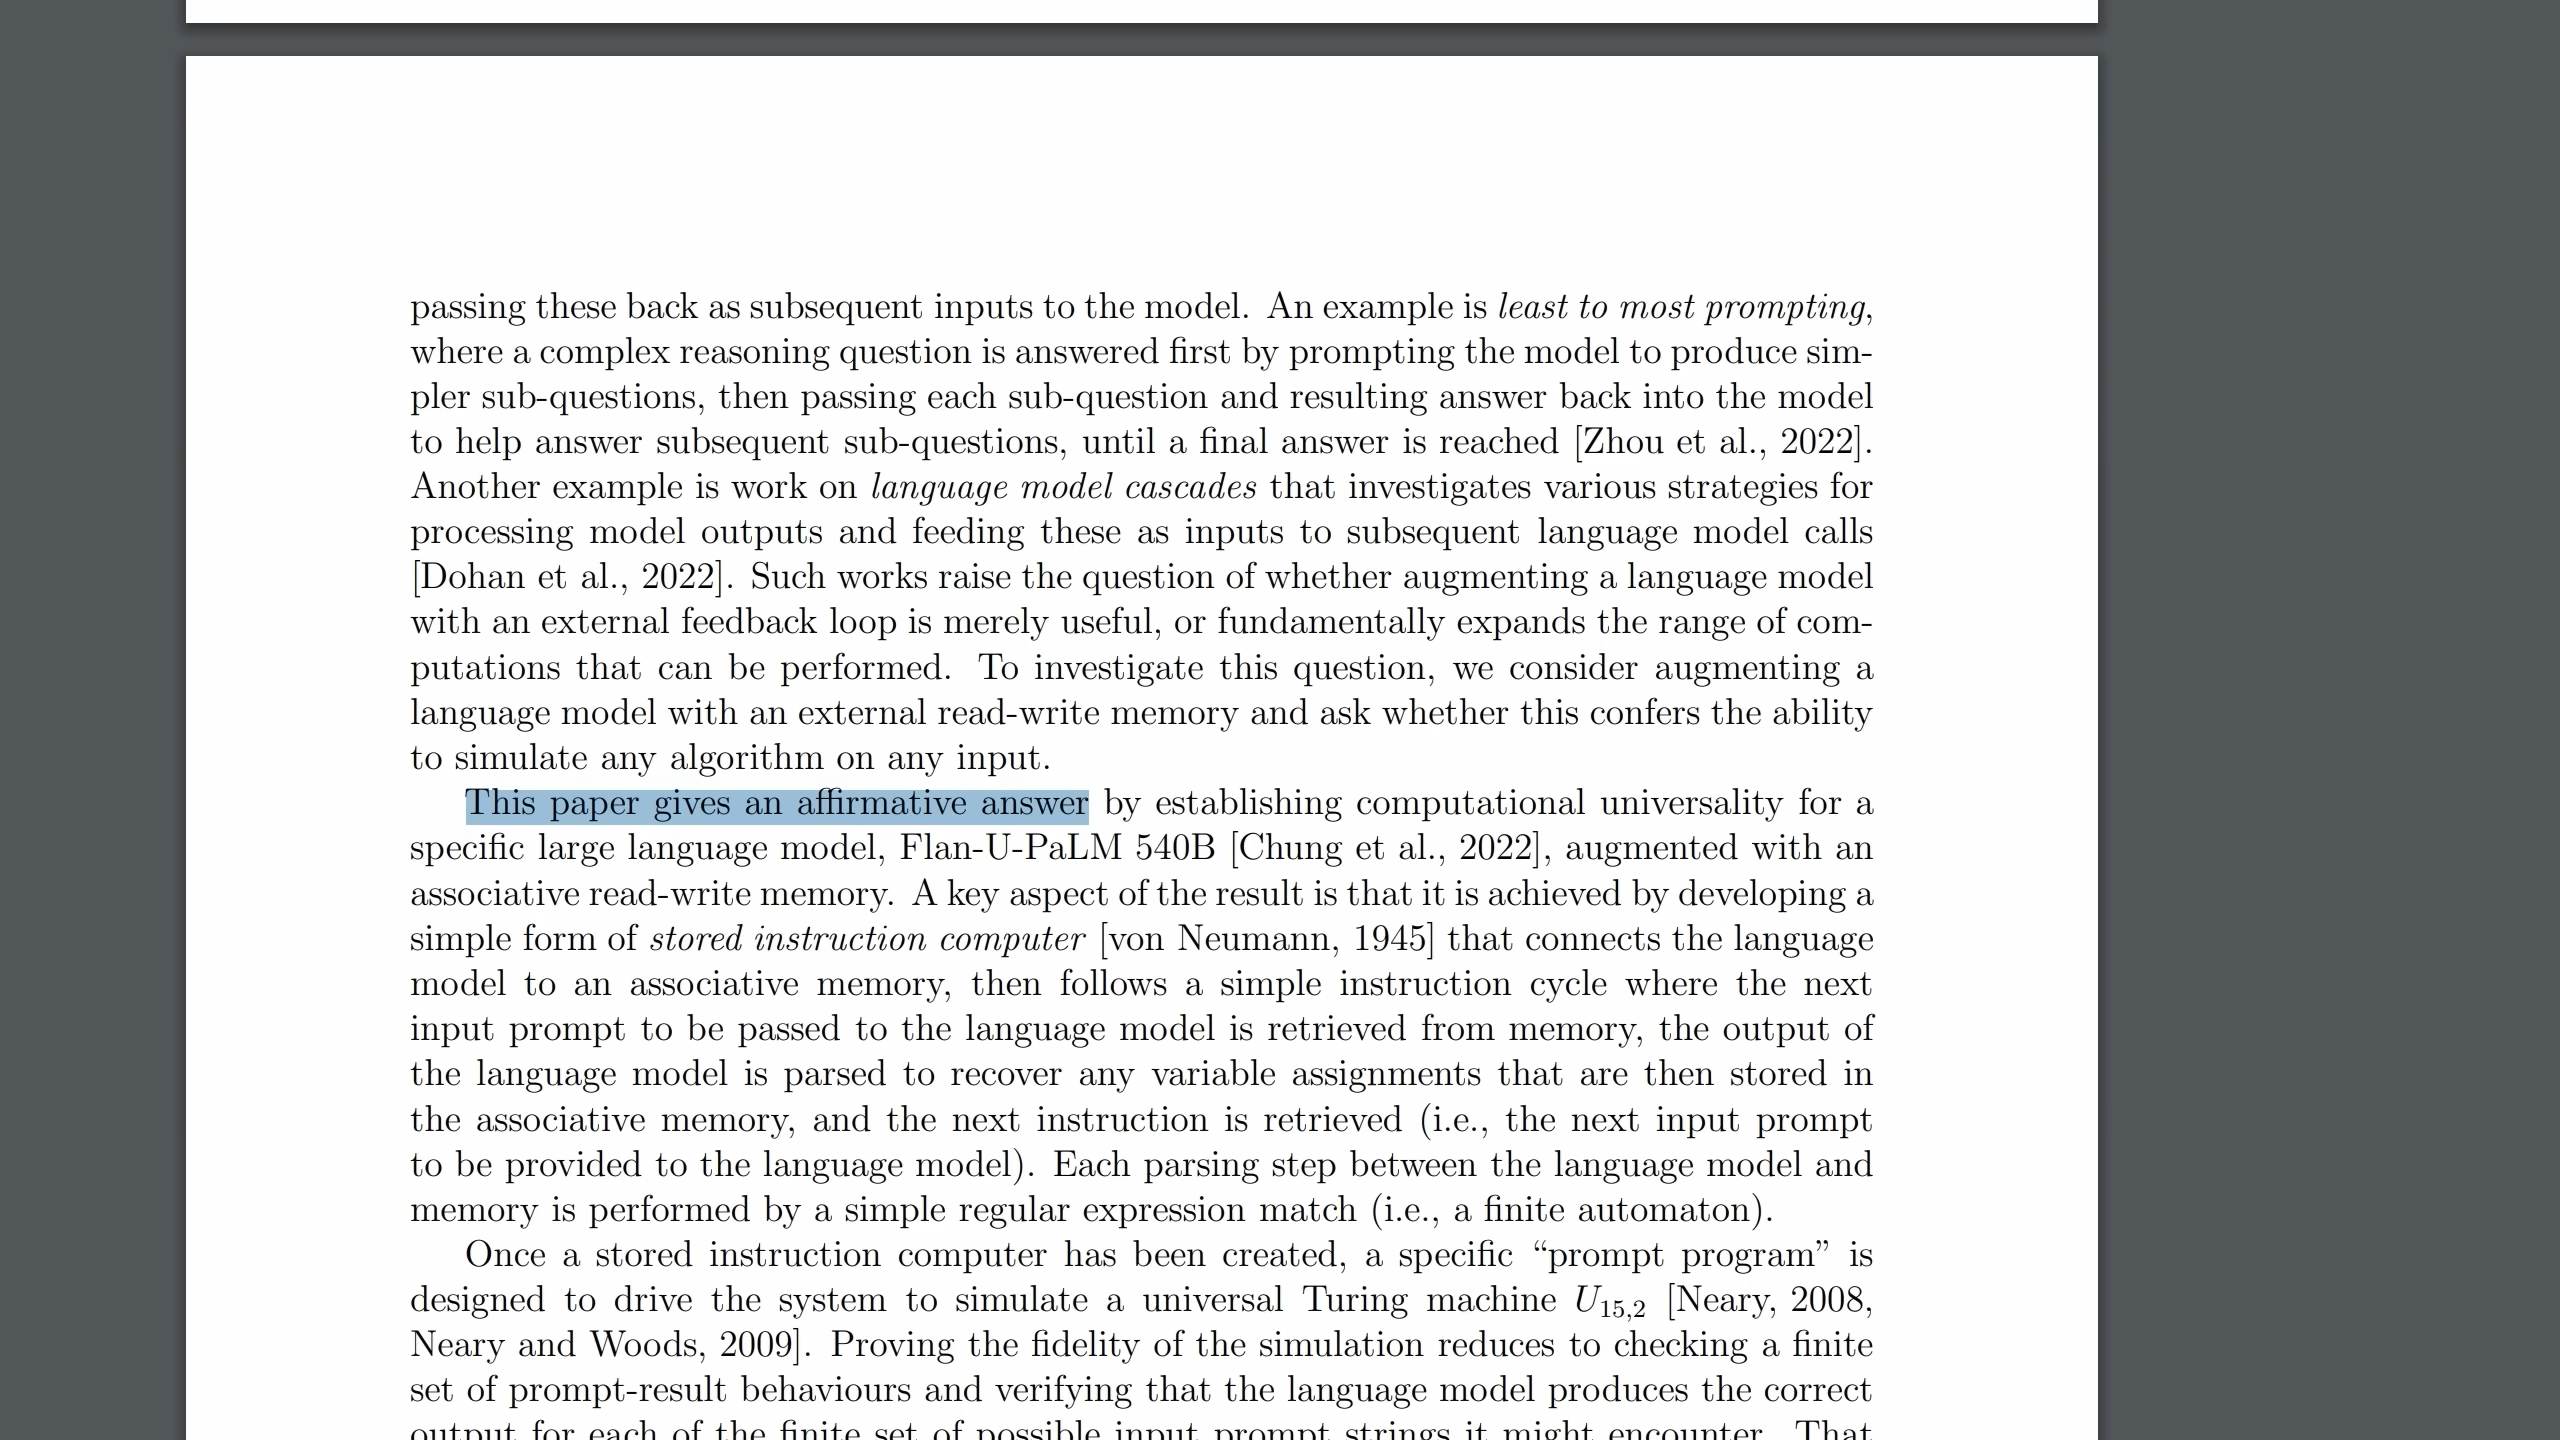 passing these back as subsequent inputs to the model. An example is least to most prompting,
where a complex reasoning question is answered first by prompting the model to produce sim-
pler sub-questions, then passing each sub-question and resulting answer back into the model
to help answer subsequent sub-questions, until a final answer is reached [Zhou et al., 2022].
Another example is work on language model cascades that investigates various strategies for
processing model outputs and feeding these as inputs to subsequent language model calls
[Dohan et al., 2022]. Such works raise the question of whether augmenting a language model
with an external feedback loop is merely useful, or fundamentally expands the range of com-
putations that can be performed. To investigate this question, we consider augmenting a
language model with an external read-write memory and ask whether this confers the ability
to simulate any algorithm on any input.
This paper gives an affirmative answer by establishing computational universality for a
specific large language model, Flan-U-PaLM 540B [Chung et al., 2022], augmented with an
associative read-write memory. A key aspect of the result is that it is achieved by developing a
simple form of stored instruction computer [von Neumann, 1945] that connects the language
model to an associative memory, then follows a simple instruction cycle where the next
input prompt to be passed to the language model is retrieved from memory, the output of
the language model is parsed to recover any variable assignments that are then stored in
the associative memory, and the next instruction is retrieved (i.e., the next input prompt
to be provided to the language model). Each parsing step between the language model and
memory is performed by a simple regular expression match (i.e., a finite automaton).
Once a stored instruction computer has been created, a specific “prompt program” is
designed to drive the system to simulate a universal Turing machine U15,2 [Neary, 2008,
Neary and Woods, 2009]. Proving the fidelity of the simulation reduces to checking a finite
set of prompt-result behaviours and verifying that the language model produces the correct
output for each of the finite set of possible input prompt strings it might encounter. That